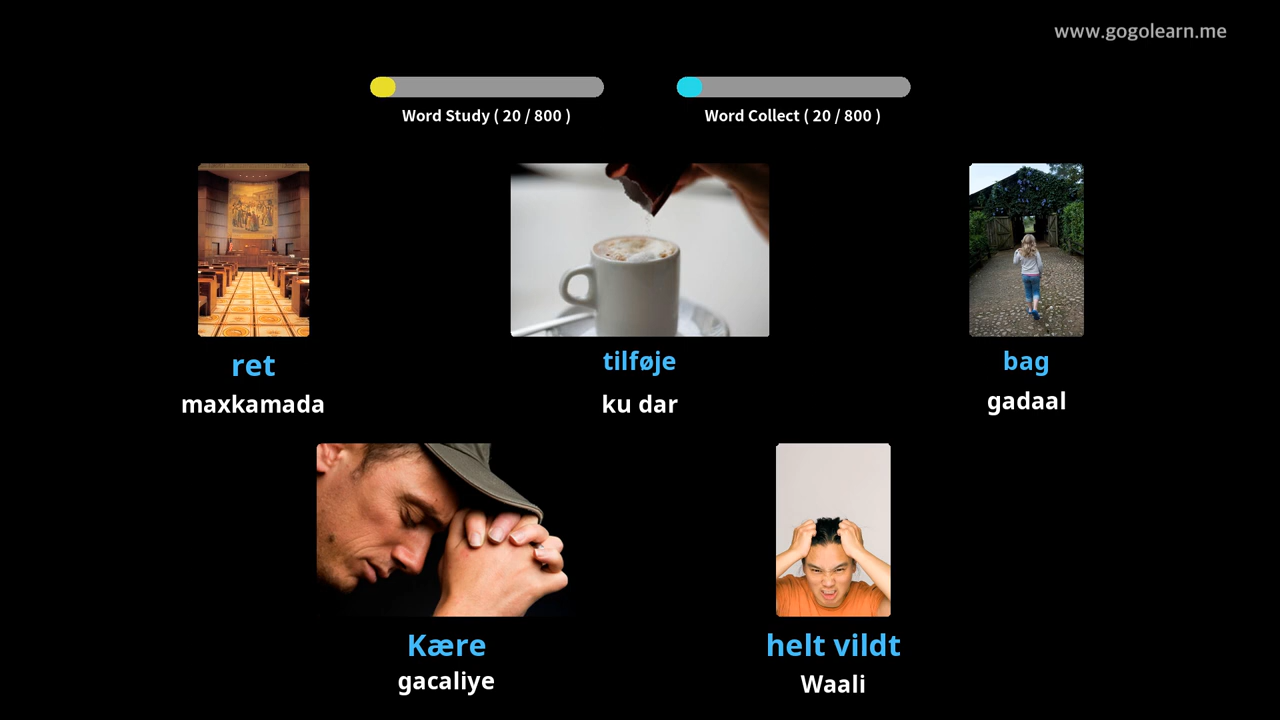 www.gogolearn.me
Word Study ( 20 / 800 )
Word Collect ( 20 / 800 )
ret
maxkamada
tilføje
ku dar
bag
gadaal
Kære
gacaliye
helt vildt
Waali